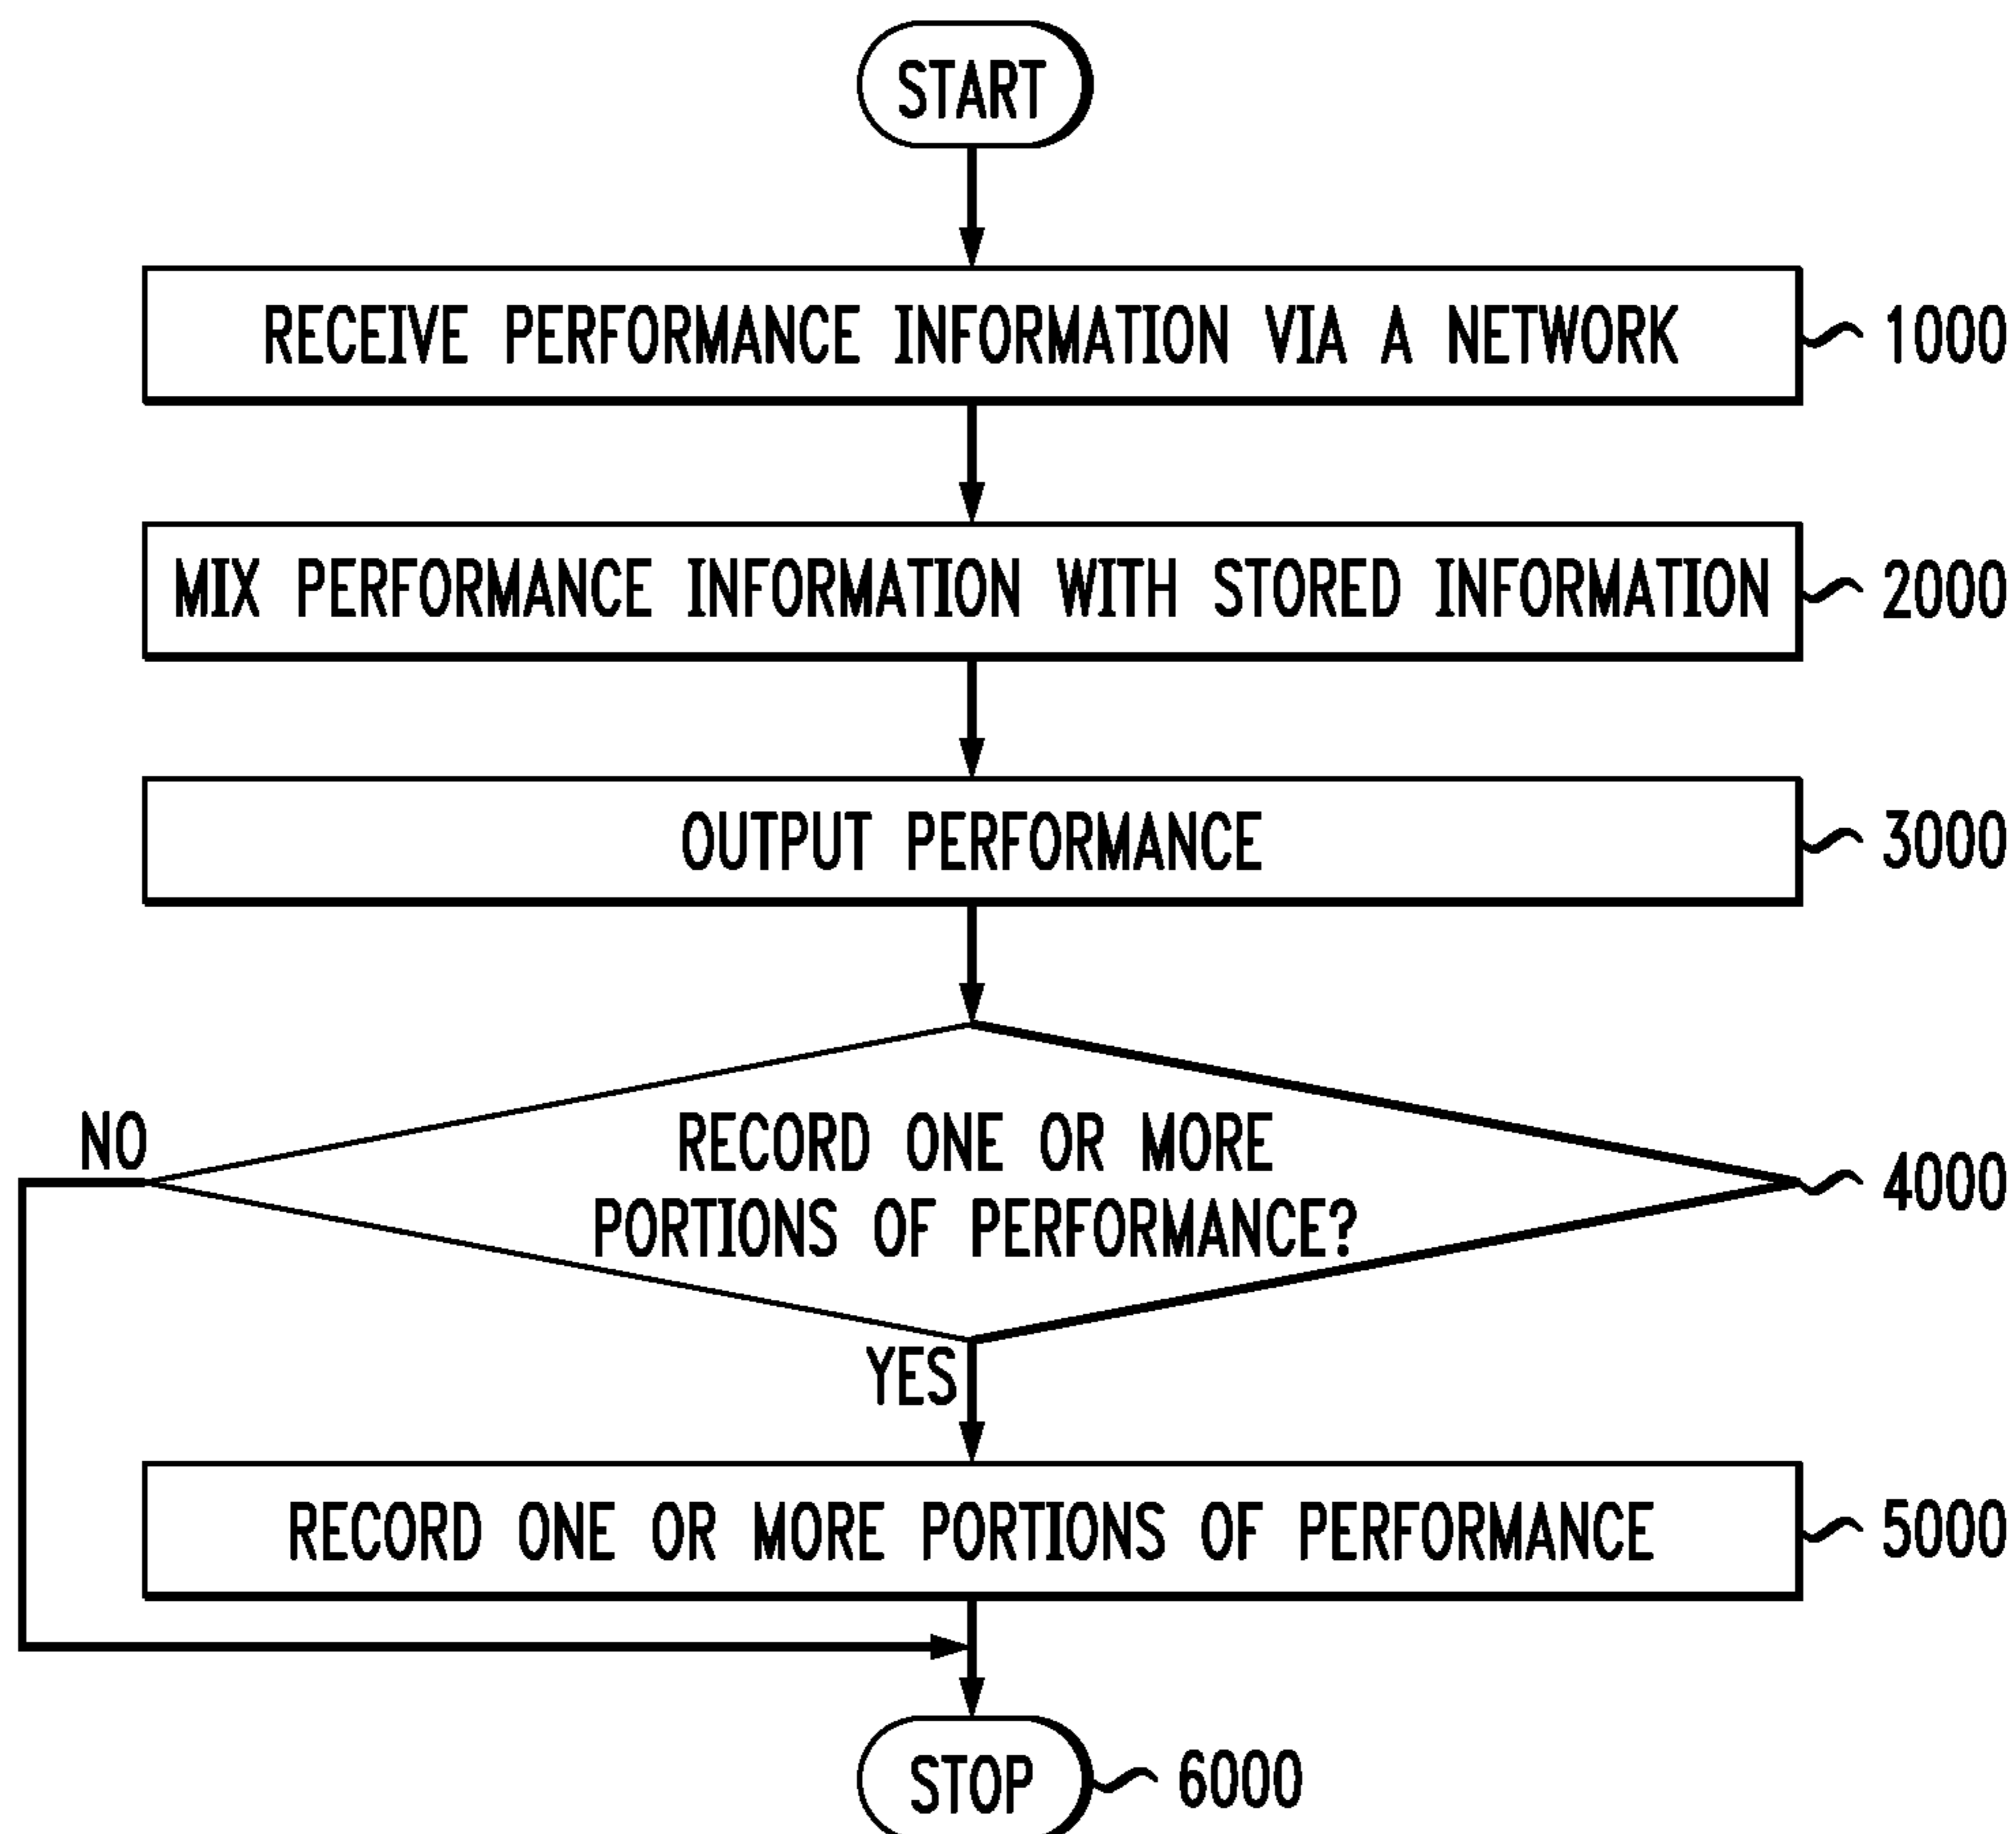 START
RECEIVE PERFORMANCE INFORMATION VIA A NETWORK
1000
MIX PERFORMANCE INFORMATION WITH STORED INFORMATION
2000
OUTPUT PERFORMANCE
3000
RECORD ONE OR MORE
PORTIONS OF PERFORMANCE?
4000
NO
YES
RECORD ONE OR MORE PORTIONS OF PERFORMANCE
5000
STOP
6000